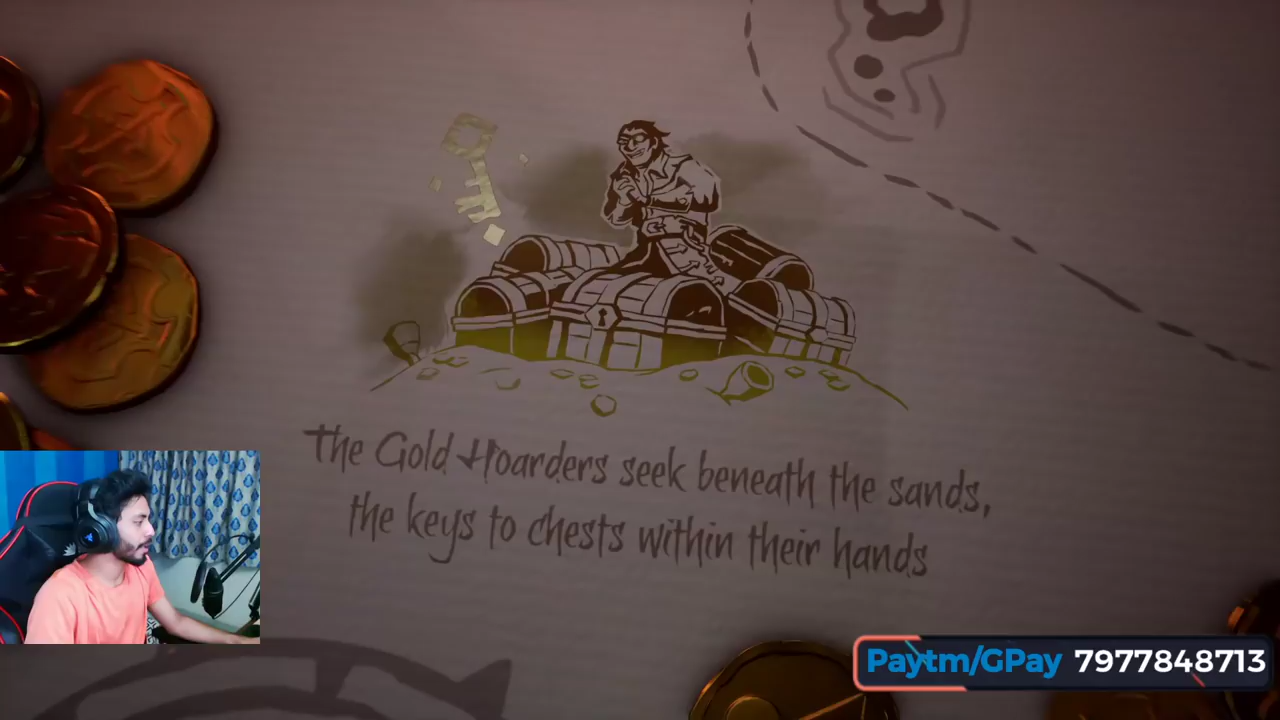 The Gold Hoarders seek beneath the sands,
the keys to chests within their hands
Paytm/GPay 7977848713